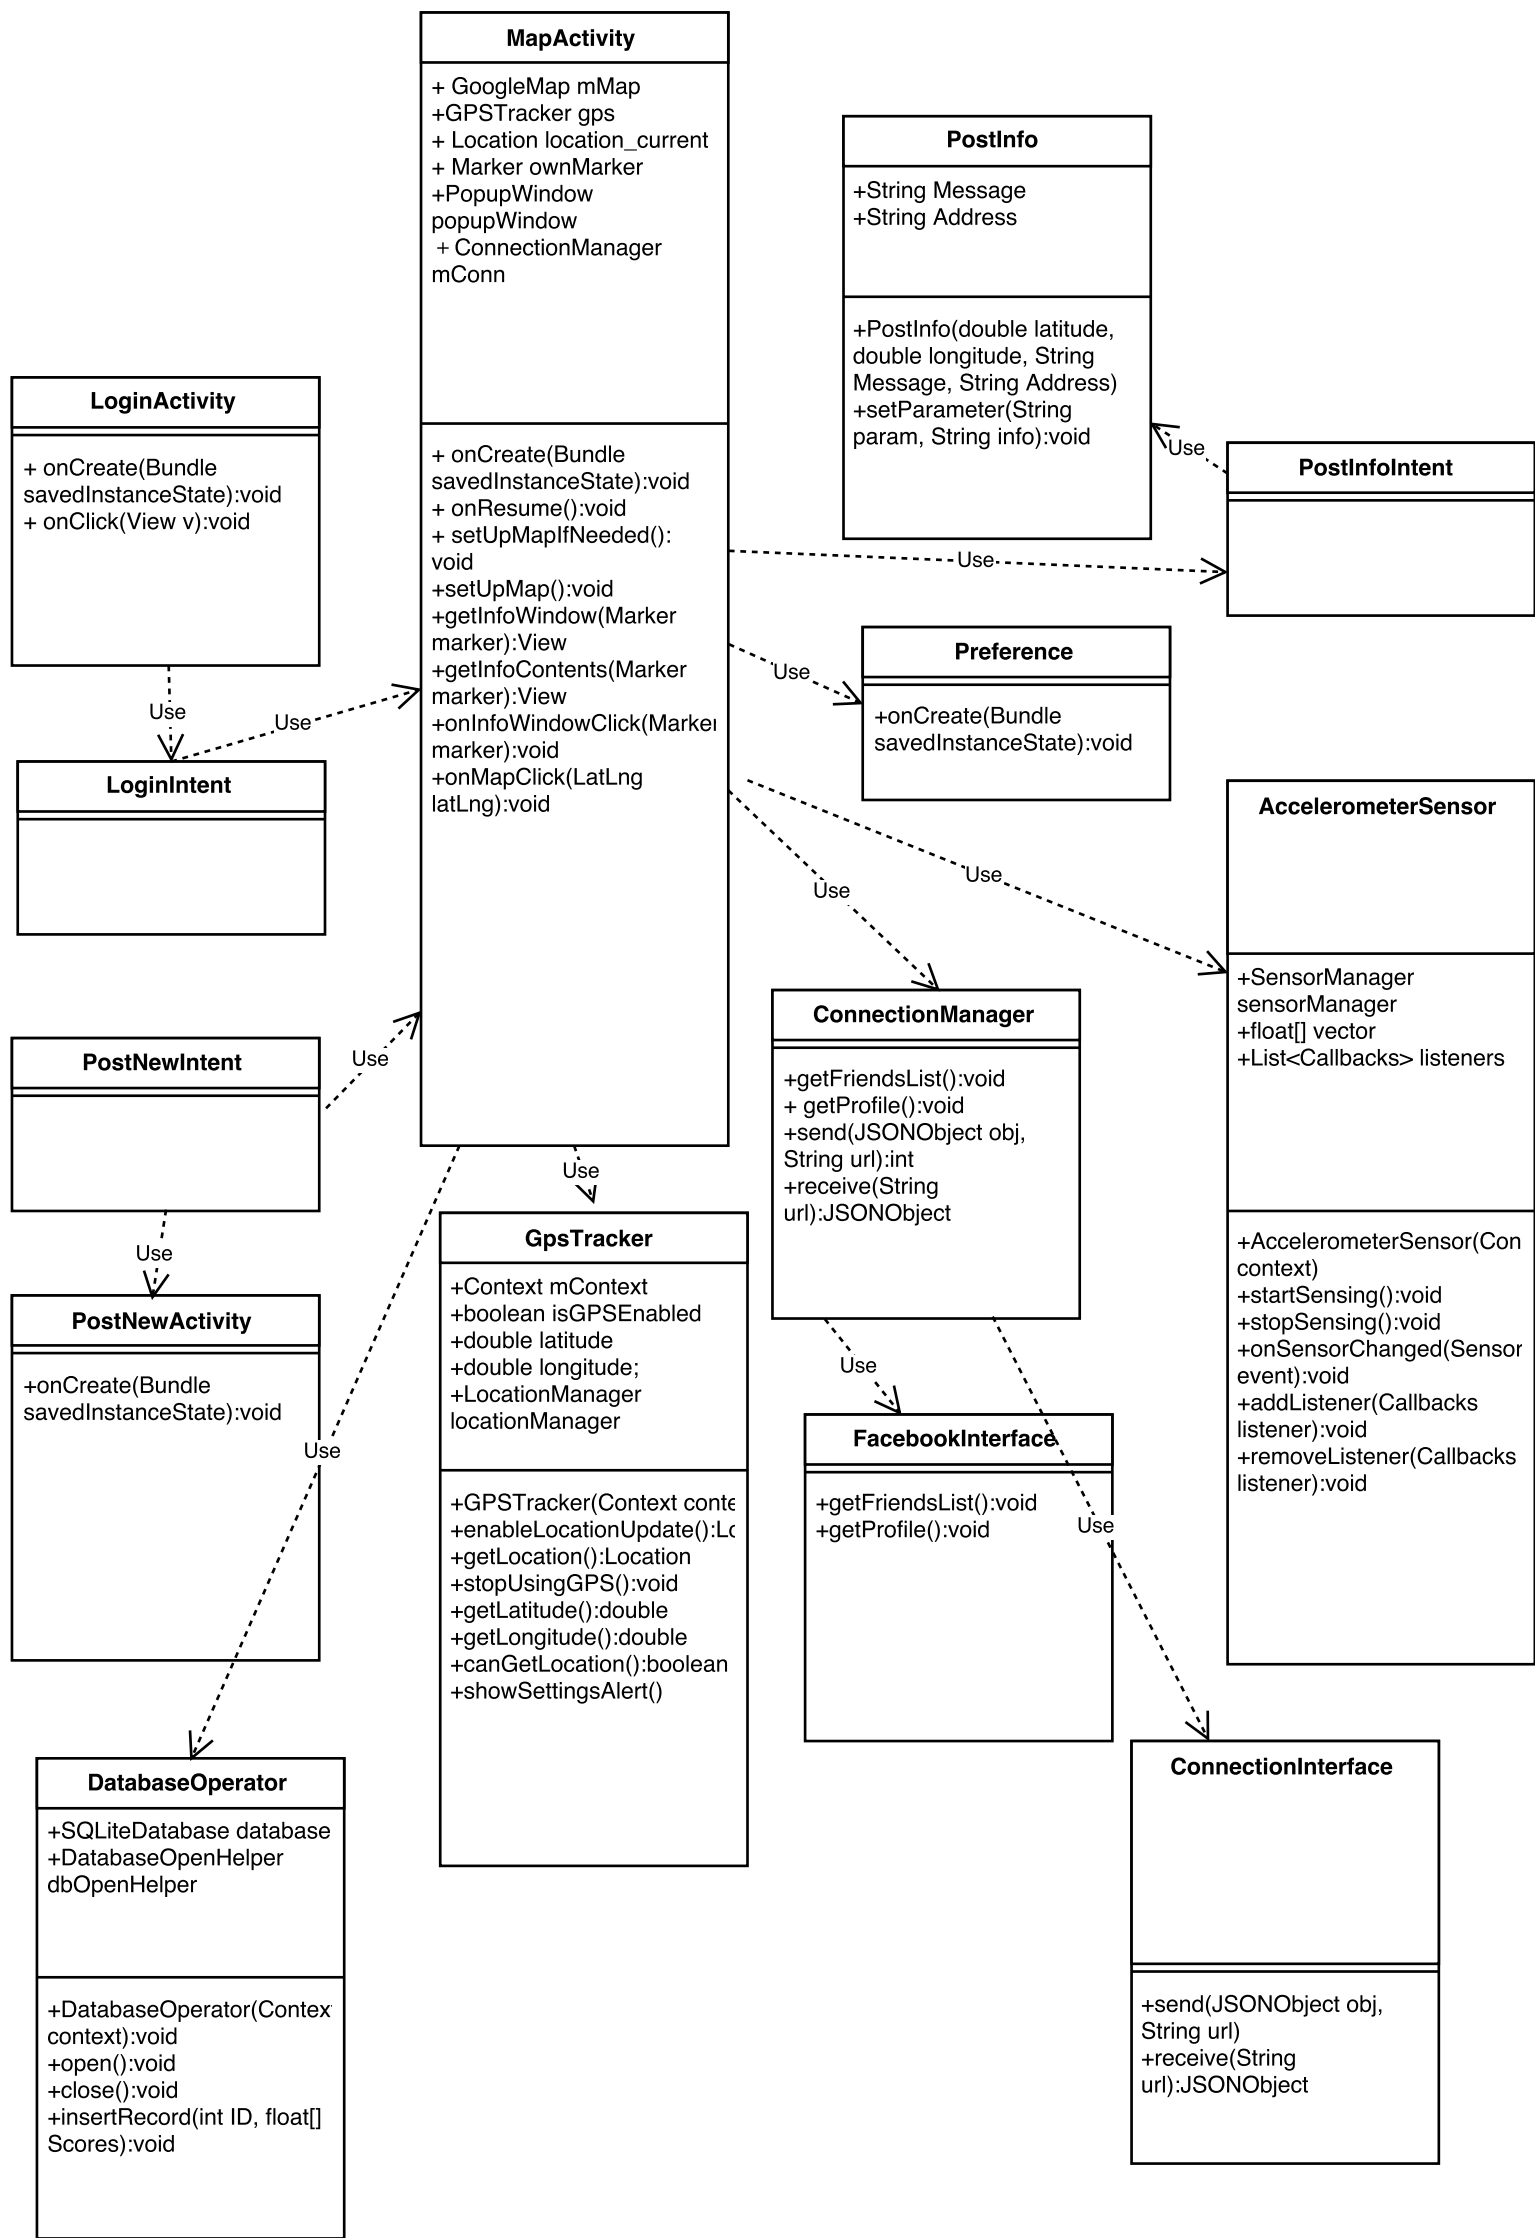 MapActivity
+ GoogleMap mMap
+GPSTracker gps
+ Location location_current
+ Marker ownMarker
+PopupWindow
popupWindow
+ ConnectionManager
mConn
+ onCreate(Bundle
savedInstanceState):void
+ onResume():void
+ setUpMapIfNeeded():
void
+setUpMap():void
+getInfoWindow(Marker
marker):View
+getInfoContents(Marker
marker):View
+onInfoWindowClick(Marker
marker):void
+onMapClick(LatLng
latLng):void
PostInfo
+String Message
+String Address
+PostInfo(double latitude,
double longitude, String
Message, String Address)
+setParameter(String
param, String info):void
Use
PostInfoIntent
Use
LoginActivity
+ onCreate(Bundle
savedInstanceState):void
+ onClick(View v):void
Use
Use
LoginIntent
Use
Preference
+onCreate(Bundle
savedInstanceState):void
Use
Use
AccelerometerSensor
+SensorManager
sensorManager
+float[] vector
+List<Callbacks> listeners
+AccelerometerSensor(Con
context)
+startSensing():void
+stopSensing():void
+onSensorChanged(Sensor
event):void
+addListener(Callbacks
listener):void
+removeListener(Callbacks
listener):void
ConnectionManager
+getFriendsList():void
+ getProfile():void
+send(JSONObject obj,
String url):int
+receive(String
url):JSONObject
PostNewIntent
Use
Use
PostNewActivity
+onCreate(Bundle
savedInstanceState):void
Use
Use
GpsTracker
+Context mContext
+boolean isGPSEnabled
+double latitude
+double longitude;
+LocationManager
locationManager
+GPSTracker(Context conte
+enableLocationUpdate():Lo
+getLocation():Location
+stopUsingGPS():void
+getLatitude():double
+getLongitude():double
+canGetLocation():boolean
+showSettingsAlert()
Use
FacebookInterface
+getFriendsList():void
+getProfile():void
Use
DatabaseOperator
+SQLiteDatabase database
+DatabaseOpenHelper
dbOpenHelper
+DatabaseOperator(Contex
context):void
+open():void
+close():void
+insertRecord(int ID, float[]
Scores):void
ConnectionInterface
+send(JSONObject obj,
String url)
+receive(String
url):JSONObject